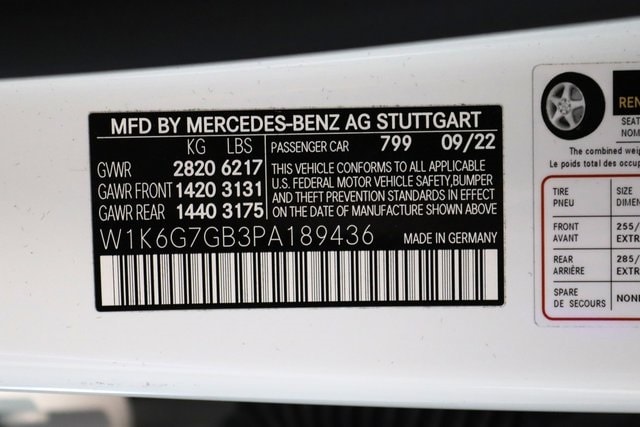 MFD BY MERCEDES-BENZ AG STUTTGART
KG LBS PASSENGER CAR 799 09/22
GVWR 2820 6217
GAWR FRONT 1420 3131
GAWR REAR 1440 3175
THIS VEHICLE CONFORMS TO ALL APPLICABLE
U.S. FEDERAL MOTOR VEHICLE SAFETY, BUMPER
AND THEFT PREVENTION STANDARDS IN EFFECT
ON THE DATE OF MANUFACTURE SHOWN ABOVE
W1K6G7GB3PA189436 MADE IN GERMANY
SEAT
The combined
Le poids total des
TIRE SIZE
PNEU
FRONT 255/
AVANT EXTR
REAR 285/
ARRIÈRE EXTR
SPARE
DE SECOURS